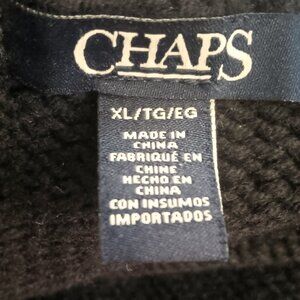 CHAPS
XL/TG/EG
MADE IN
CHINA
FABRIQUÉ EN
CHINE
HECHO EN
CHINA
CON INSUMOS
IMPORTADOS